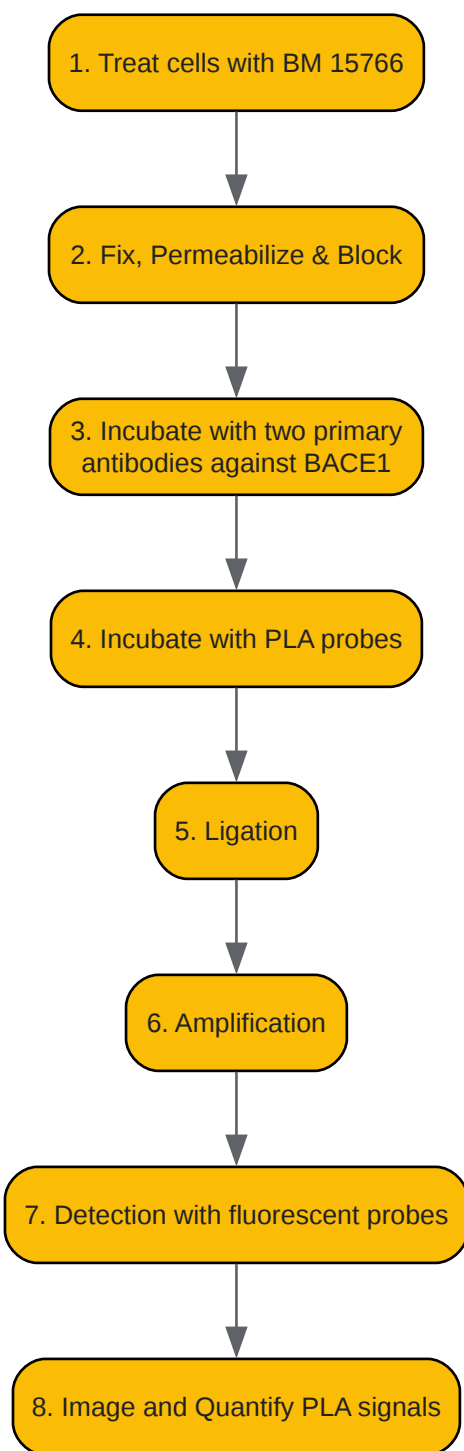 1. Treat cells with BM 15766
2. Fix, Permeabilize & Block
3. Incubate with two primary
antibodies against BACE1
4. Incubate with PLA probes
5. Ligation
6. Amplification
7. Detection with fluorescent probes
8. Image and Quantify PLA signals